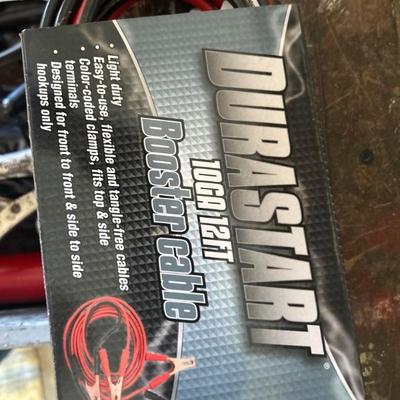 DURASTART®
10GA 12FT
Booster Cable
• Light duty
• Easy-to-use, flexible and tangle-free cables
• Color-coded clamps, fits top & side
terminals
• Designed for front to front & side to side
hookups only